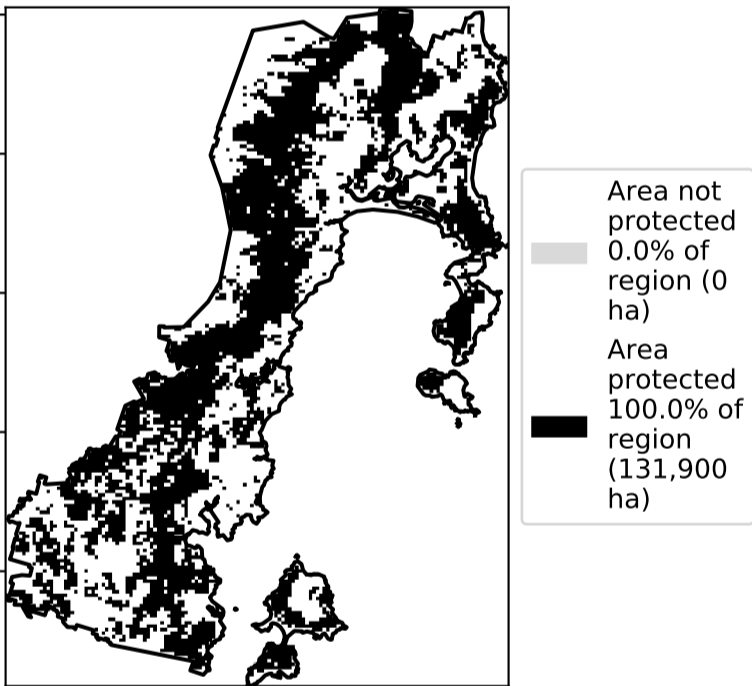 Area not
protected
0.0% of
region (0
ha)
Area
protected
100.0% of
region
(131,900
ha)